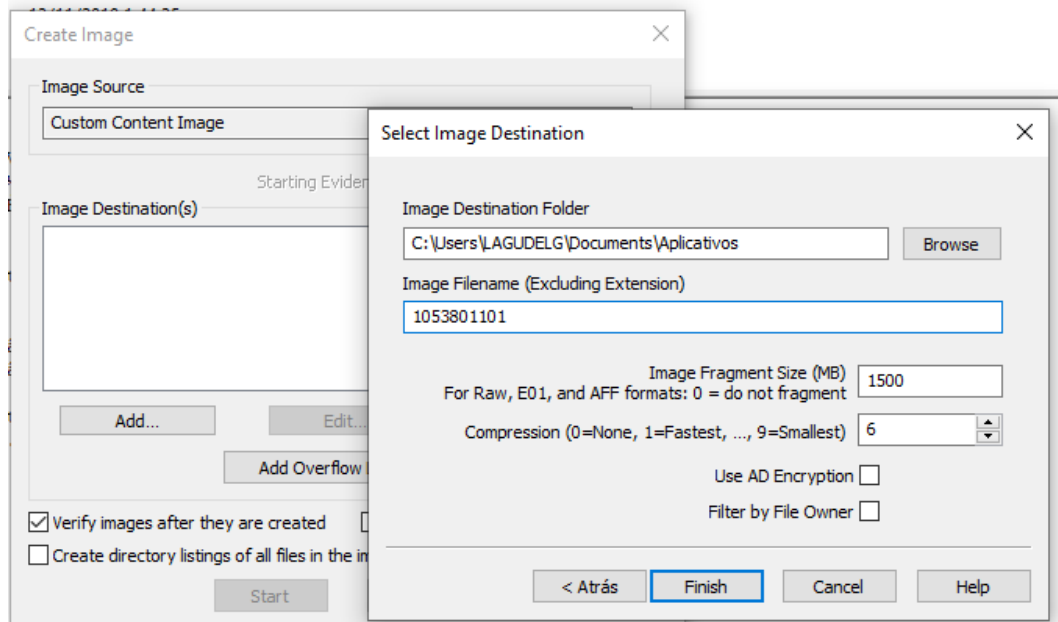 Create Image
Image Source
Custom Content Image
Starting Eviden
Image Destination(s)
Add...
Edit...
Add Overflow
Verify images after they are created
Create directory listings of all files in the im
Start
Select Image Destination
Image Destination Folder
C:\Users\LAGUDELG\Documents\Aplicativos
Browse
Image Filename (Excluding Extension)
1053801101
Image Fragment Size (MB)
For Raw, E01, and AFF formats: 0 = do not fragment
1500
Compression (0=None, 1=Fastest, ..., 9=Smallest)
6
Use AD Encryption
Filter by File Owner
< Atrás
Finish
Cancel
Help